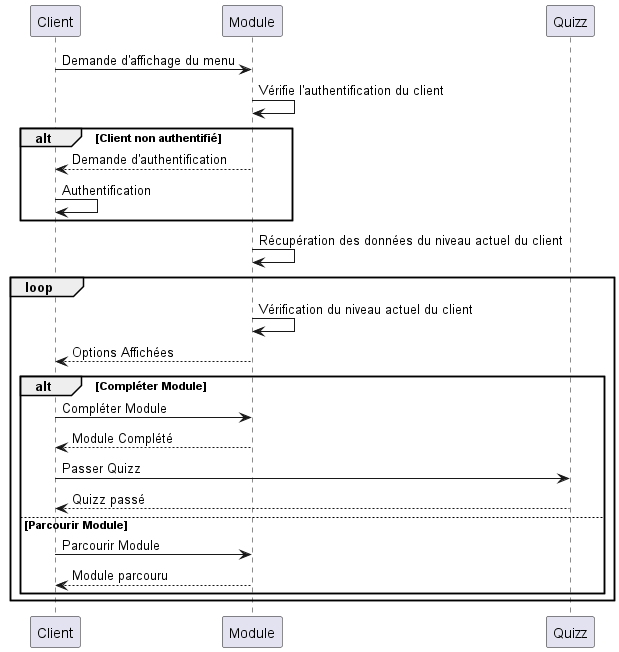 Client Module Quizz
Demande d'affichage du menu
Vérifie l'authentification du client
alt [Client non authentifié]
Demande d'authentification
Authentification
Récupération des données du niveau actuel du client
loop
Vérification du niveau actuel du client
Options Affichées
alt [Compléter Module]
Compléter Module
Module Complété
Passer Quizz
Quizz passé
[Parcourir Module]
Parcourir Module
Module parcouru
Client Module Quizz